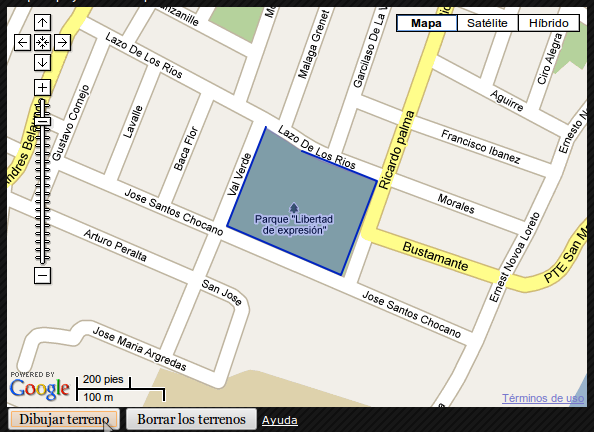 Mapa
Satélite
Híbrido
anzanille
Lazo De Los Rios
Malaga Grenet
Garcilaso De La
Ciro Alegra
Aguirre
Francisco Ibanez
Ernesto
Gustavo Cornejo
Lavalle
Baca Flor
Val Verde
Lazo De Los Rios
Ricardo palma
Morales
Parque "Libertad
de expresión"
Jose Santos Chocano
Arturo Peralta
San Jose
Bustamante
Ernest Novoa Loreto
PTE San
Jose Santos Chocano
Jose Maria Argredas
POWERED BY
Google
200 pies
100 m
Términos de uso
Dibujar terreno
Borrar los terrenos
Ayuda